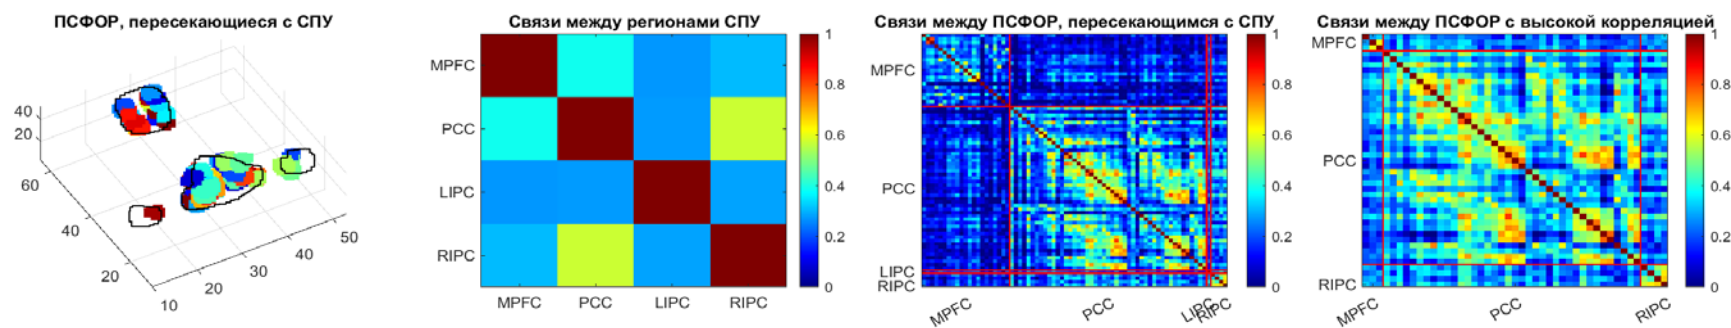 ПСФОР, пересекающиеся с СПУ
40
20
60
40
20
10
20
30
40
50
Связи между регионами СПУ
MPFC
PCC
LIPC
RIPC
MPFC PCC LIPC RIPC
1
0.8
0.6
0.4
0.2
0
Связи между ПСФОР, пересекающимся с СПУ
MPFC
PCC
LIPC
RIPC
MPFC PCC LIPC RIPC
1
0.8
0.6
0.4
0.2
0
Связи между ПСФОР с высокой корреляцией
MPFC
PCC
RIPC
MPFC PCC RIPC
1
0.8
0.6
0.4
0.2
0